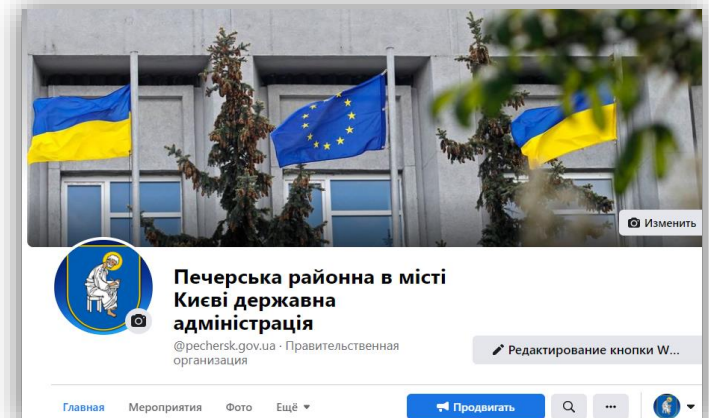 Изменить
Печерська районна в місті
Києві державна
адміністрація
@pechersk.gov.ua · Правительственная
организация
Редактирование кнопки W...
Главная Мероприятия Фото Ещё
Продвигать